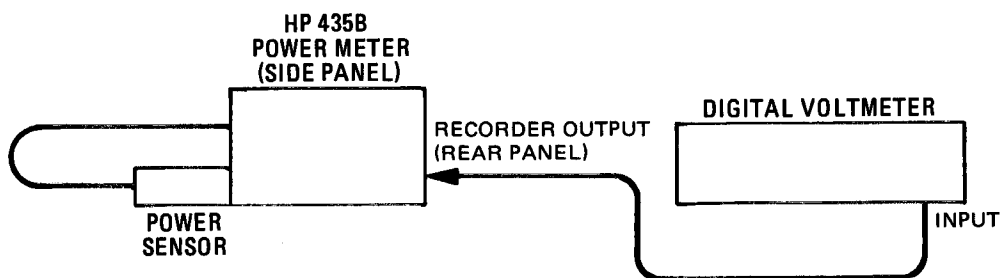 HP 435B
POWER METER
(SIDE PANEL)
RECORDER OUTPUT
(REAR PANEL)
DIGITAL VOLTMETER
INPUT
POWER
SENSOR